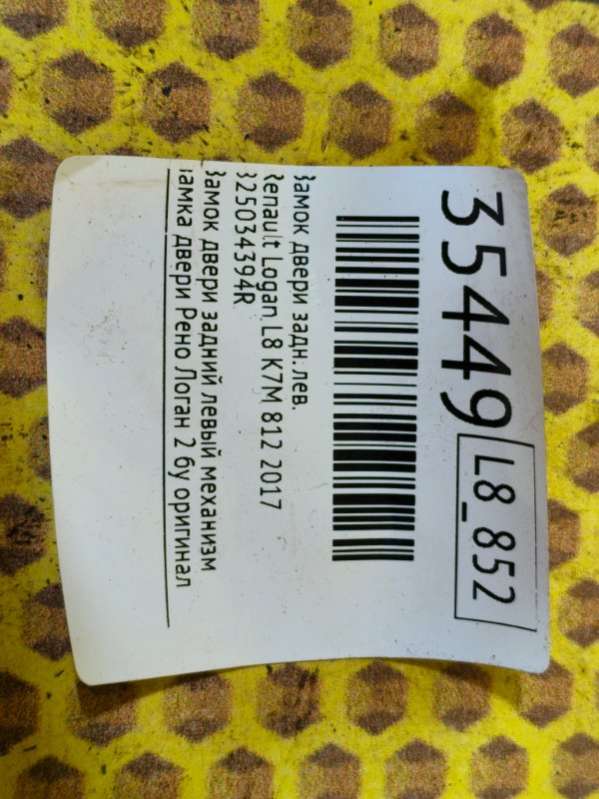 35449 L8_852
Замок двери задн. лев.
Renault Logan L8 K7M 812 2017
825034394R
Замок двери задний левый механизм
замка двери Рено Логан 2 бу оригинал